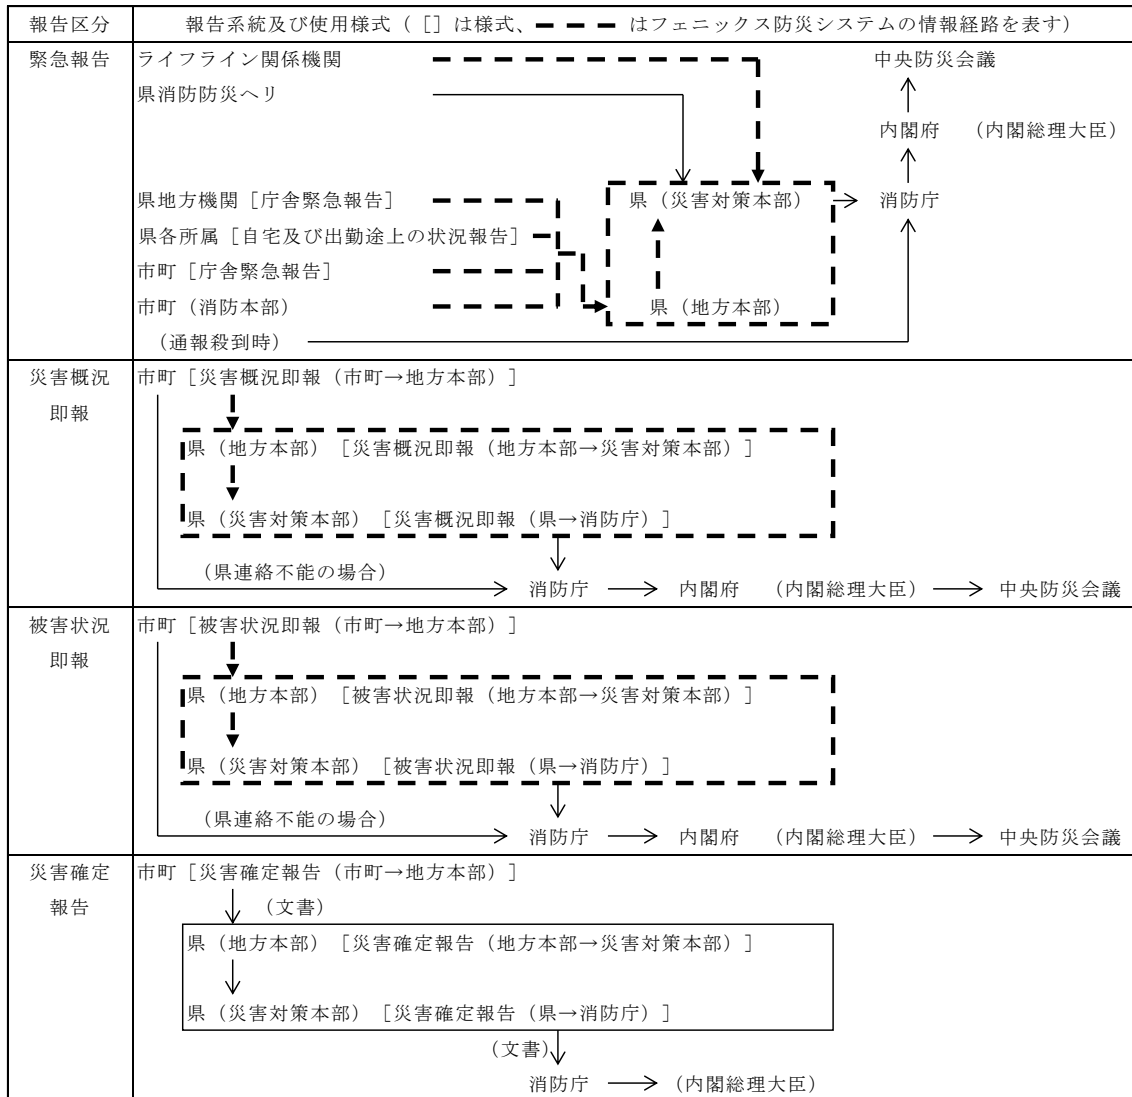 報告区分 報告系統及び使用様式（［］は様式、 はフェニックス防災システムの情報経路を表す）
緊急報告 ライフライン関係機関 中央防災会議
県消防防災ヘリ
内閣府 （内閣総理大臣）
県地方機関［庁舎緊急報告］ 県（災害対策本部） 消防庁
県各所属［自宅及び出勤途上の状況報告］
市町［庁舎緊急報告］
市町（消防本部） 県（地方本部）
（通報殺到時）
災害概況 市町［災害概況即報（市町→地方本部）］
即報
県（地方本部）［災害概況即報（地方本部→災害対策本部）］
県（災害対策本部）［災害概況即報（県→消防庁）］
（県連絡不能の場合）
消防庁 内閣府 （内閣総理大臣） 中央防災会議
被害状況 市町［被害状況即報（市町→地方本部）］
即報
県（地方本部）［被害状況即報（地方本部→災害対策本部）］
県（災害対策本部）［被害状況即報（県→消防庁）］
（県連絡不能の場合）
消防庁 内閣府 （内閣総理大臣） 中央防災会議
災害確定 市町［災害確定報告（市町→地方本部）］
報告 （文書）
県（地方本部）［災害確定報告（地方本部→災害対策本部）］
県（災害対策本部）［災害確定報告（県→消防庁）］
（文書）
消防庁 （内閣総理大臣）